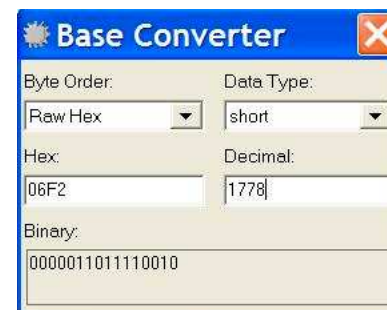 Base Converter
Byte Order: Data Type:
Raw Hex short
Hex: Decimal:
06F2 1778
Binary:
0000011011110010